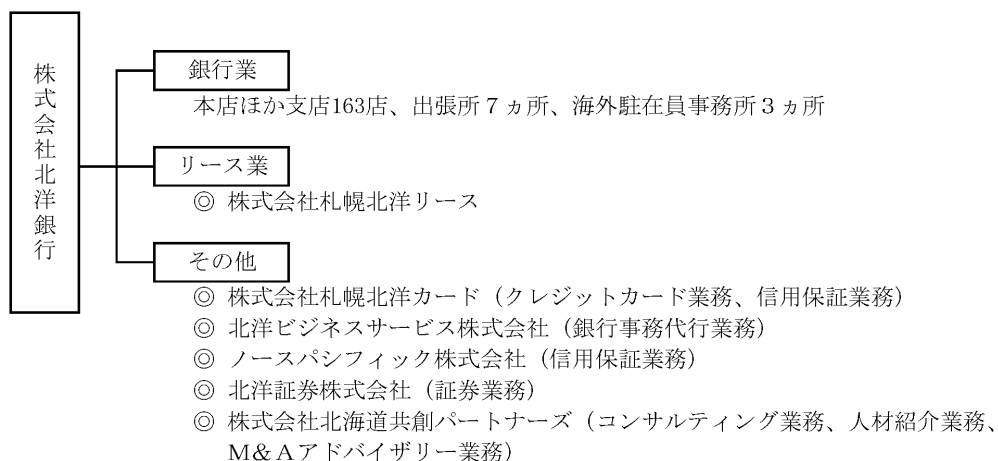 株式会社北洋銀行
銀行業
本店ほか支店163店、出張所7ヵ所、海外駐在員事務所3ヵ所
リース業
◎ 株式会社札幌北洋リース
その他
◎ 株式会社札幌北洋カード（クレジットカード業務、信用保証業務）
◎ 北洋ビジネスサービス株式会社（銀行事務代行業務）
◎ ノースパシフィック株式会社（信用保証業務）
◎ 北洋証券株式会社（証券業務）
◎ 株式会社北海道共創パートナーズ（コンサルティング業務、人材紹介業務、
M&Aアドバイザリー業務）